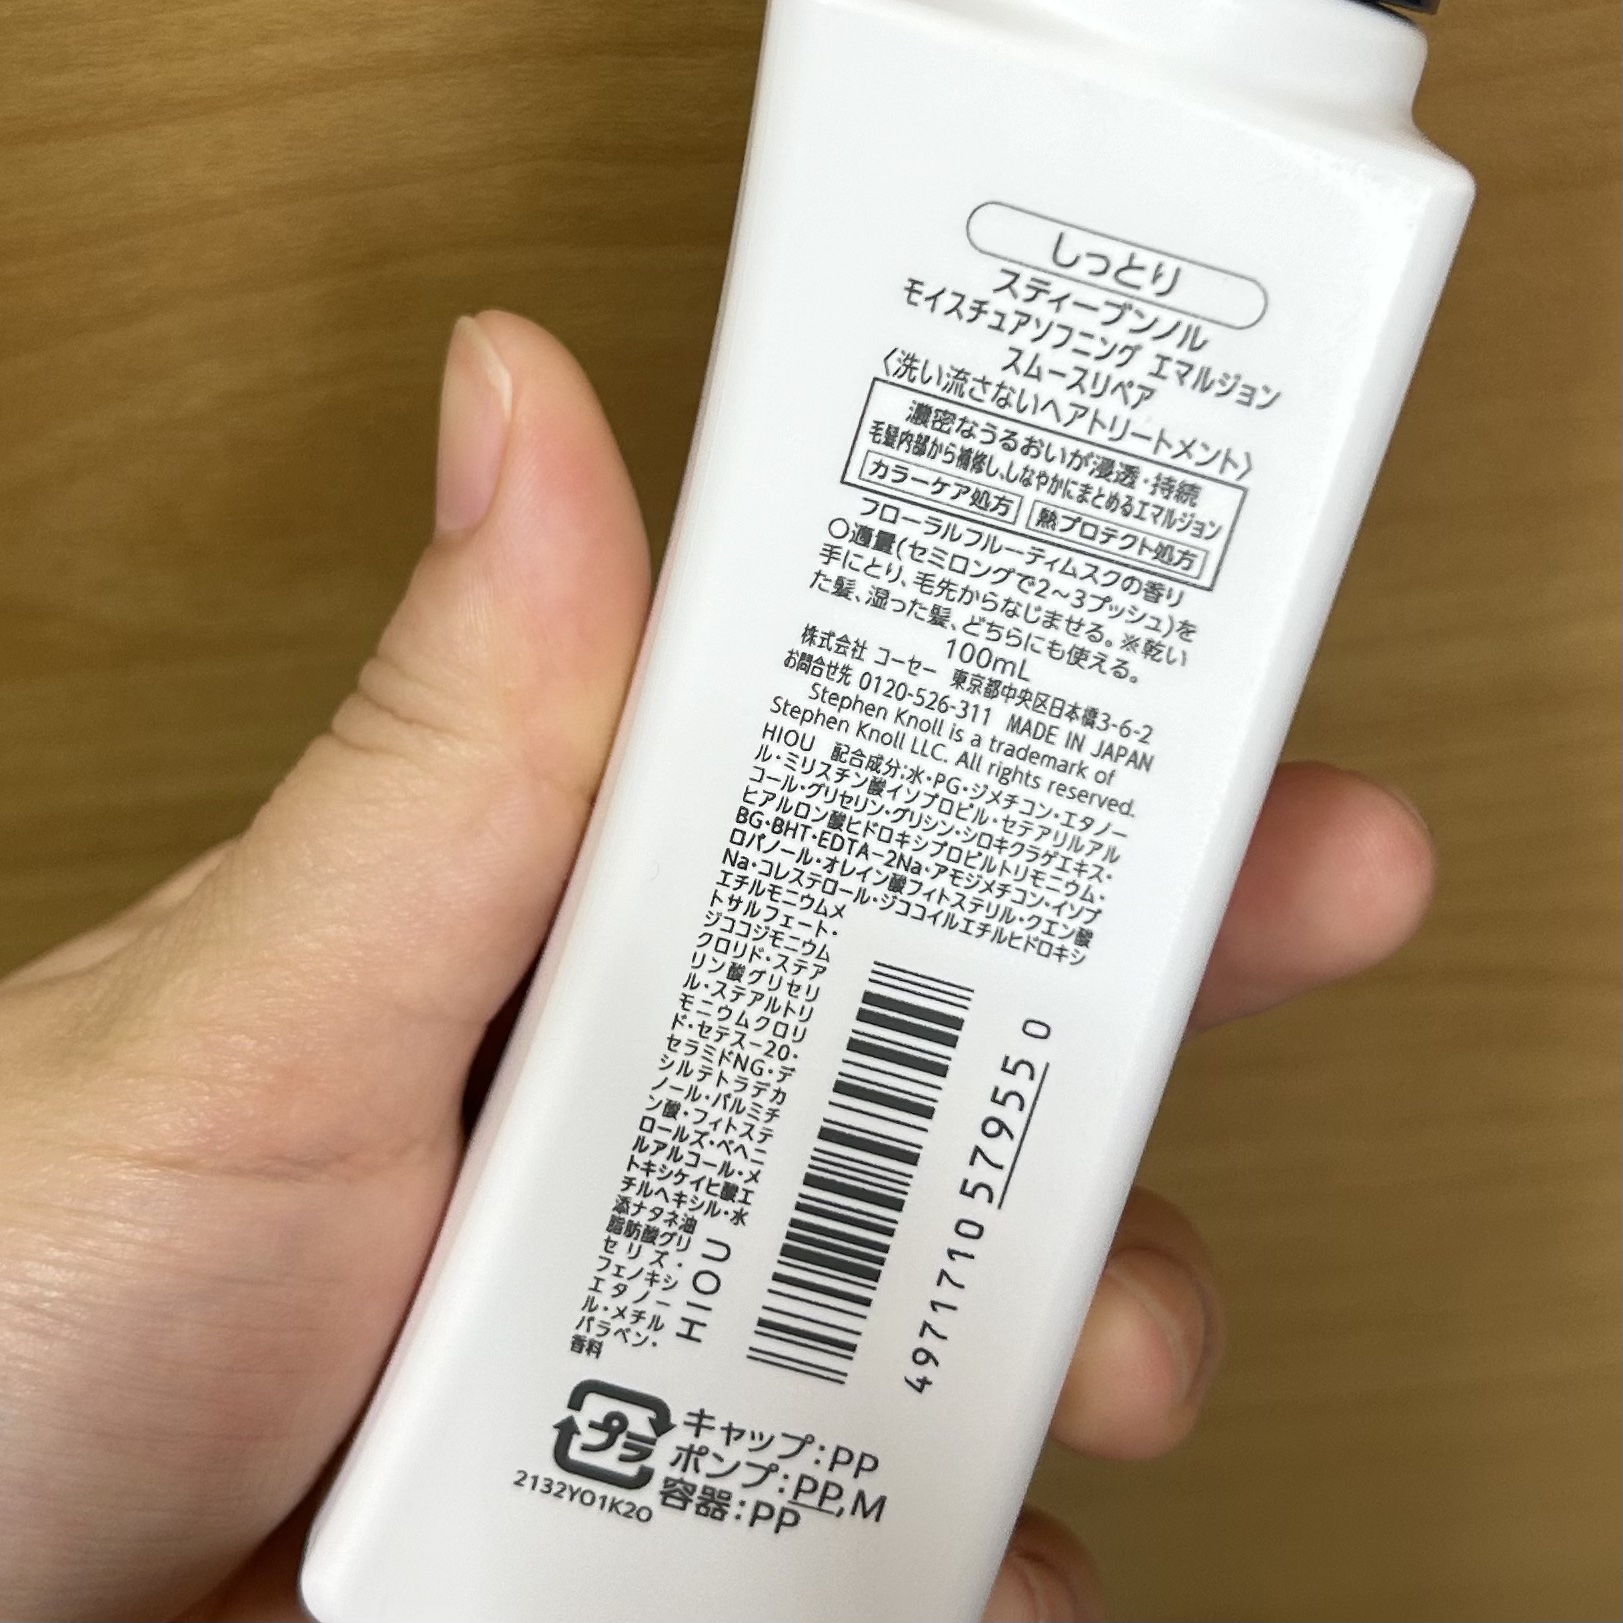 しっとり
スティーブンノル
モイスチュアソフニング エマルジョン
スムースリペア
〈洗い流さないヘアトリートメント〉
濃密なうるおいが浸透・持続
毛髪内部から補修し、しなやかにまとめるエマルジョン
カラーケア処方 熱プロテクト処方
フローラルフルーティムスクの香り
○適量(セミロングで2〜3プッシュ)を
手にとり、毛先からなじませる。※乾い
た髪、湿った髪、どちらにも使える。
100mL
株式会社 コーセー 東京都中央区日本橋3-6-2
お問合せ先 0120-526-311 MADE IN JAPAN
Stephen Knoll is a trademark of
Stephen Knoll LLC. All rights reserved.
HIOU 配合成分:水・PG・ジメチコン・エタノー
ル・ミリスチン酸イソプロピル・セテアリルアル
コール・グリセリン・グリシン・シロキクラゲエキス・
ヒアルロン酸ヒドロキシプロピルトリモニウム・
BG・BHT・EDTA-2Na・アモジメチコン・イソプ
ロパノール・オレイン酸フィトステリル・クエン酸
Na・コレステロール・ジココイルエチルヒドロキシ
エチルモニウムメ
トサルフェート・
ジココジモニウム
クロリド・ステア
リン酸グリセリ
ル・ステアルトリ
モニウムクロリ
ド・セテス-20・
セラミドNG・デ
シルテトラデカ
ノール・パルミチ
ン酸・フィトステ
ロールズ・ベヘニ
ルアルコール・メ
トキシケイヒ酸エ
チルヘキシル・水
添ナタネ油
脂肪酸グリ
セリズ・
フェノキシ
エタノー
ル・メチル
パラベン・
香料
HIOU
4971710 57955 0
プラ
キャップ:PP
ポンプ:PP,M
容器:PP
2132Y01K20